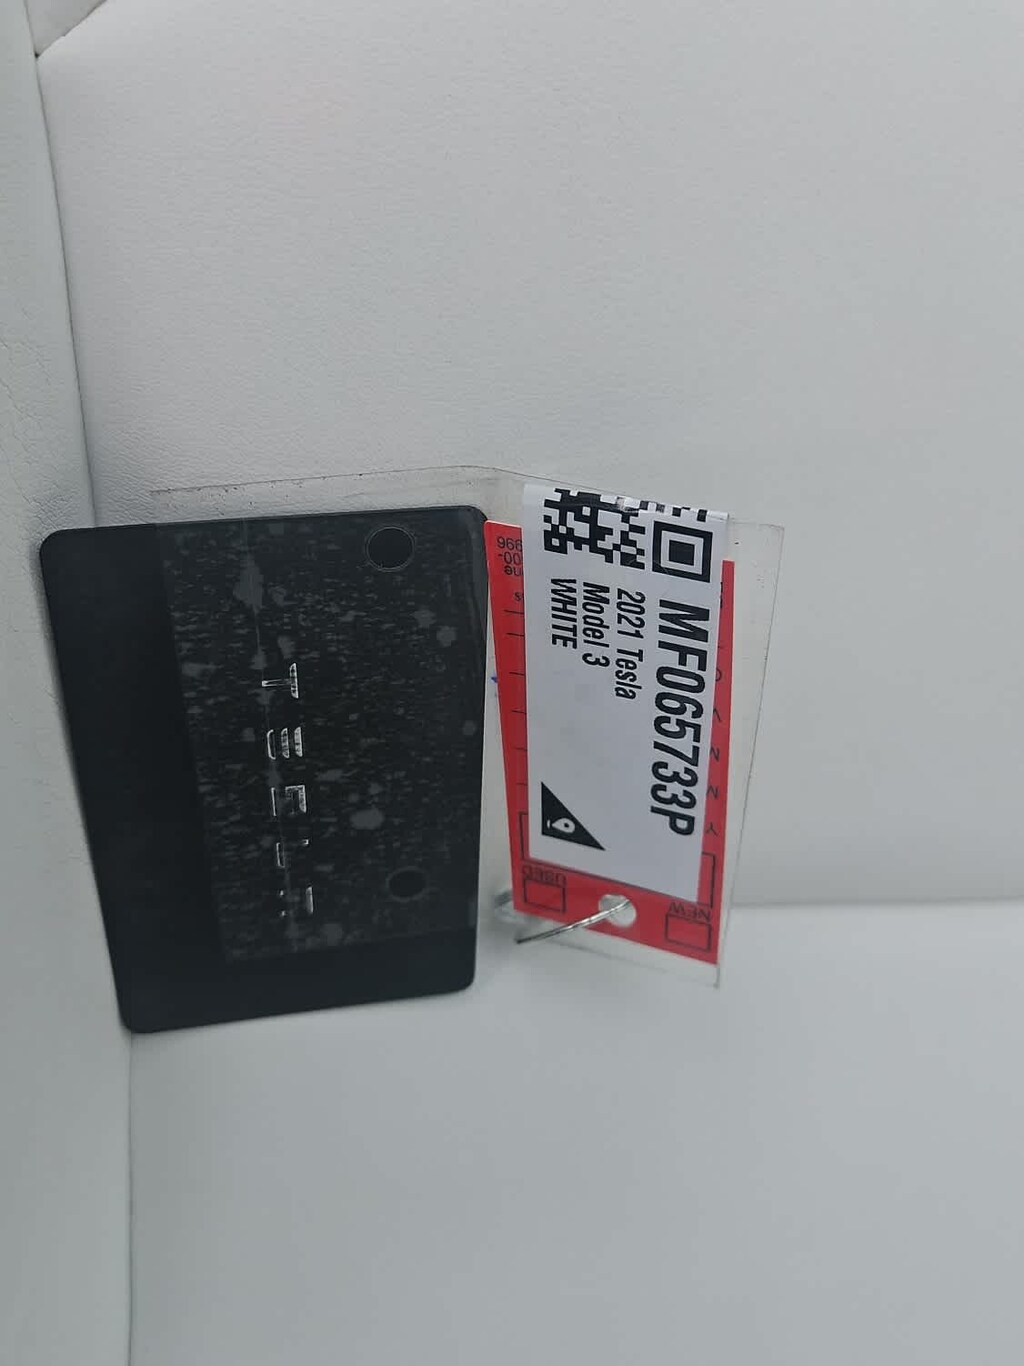 TESLA
MF065733P
2021 Tesla
Model 3
WHITE
USED
NEW